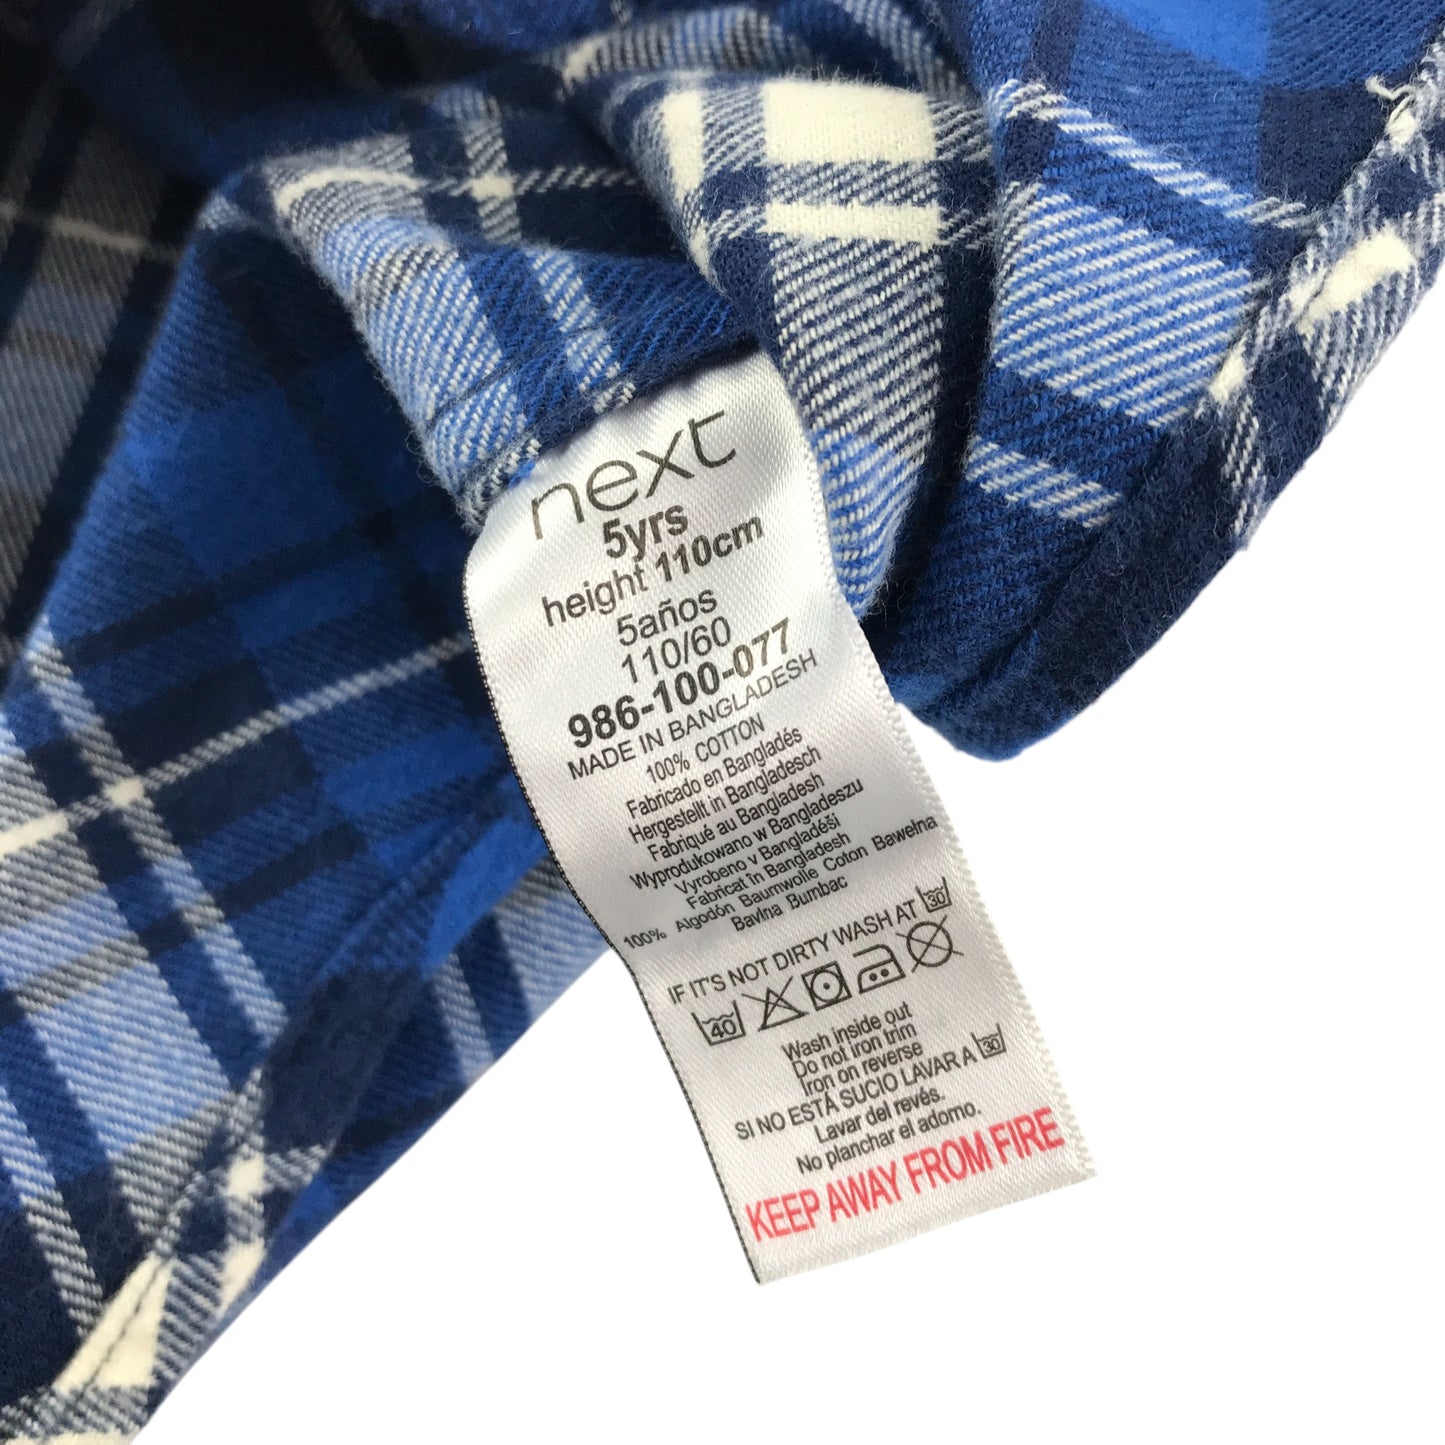 next
5yrs
height 110cm
5años
110/60
986-100-077
MADE IN BANGLADESH
100% COTTON
Fabricado en Bangladés
Hergestellt in Bangladesch
Fabriqué au Bangladesh
Wyprodukowano w Bangladeszu
Vyrobeno v Bangladéši
Fabricat în Bangladesh
100% Algodón Baumwolle Coton Bawełna
Bavlna Bumbac
IF IT'S NOT DIRTY WASH AT 30
40
Wash inside out
Do not iron trim
Iron on reverse
SI NO ESTÁ SUCIO LAVAR A 30
Lavar del revés.
No planchar el adorno.
KEEP AWAY FROM FIRE